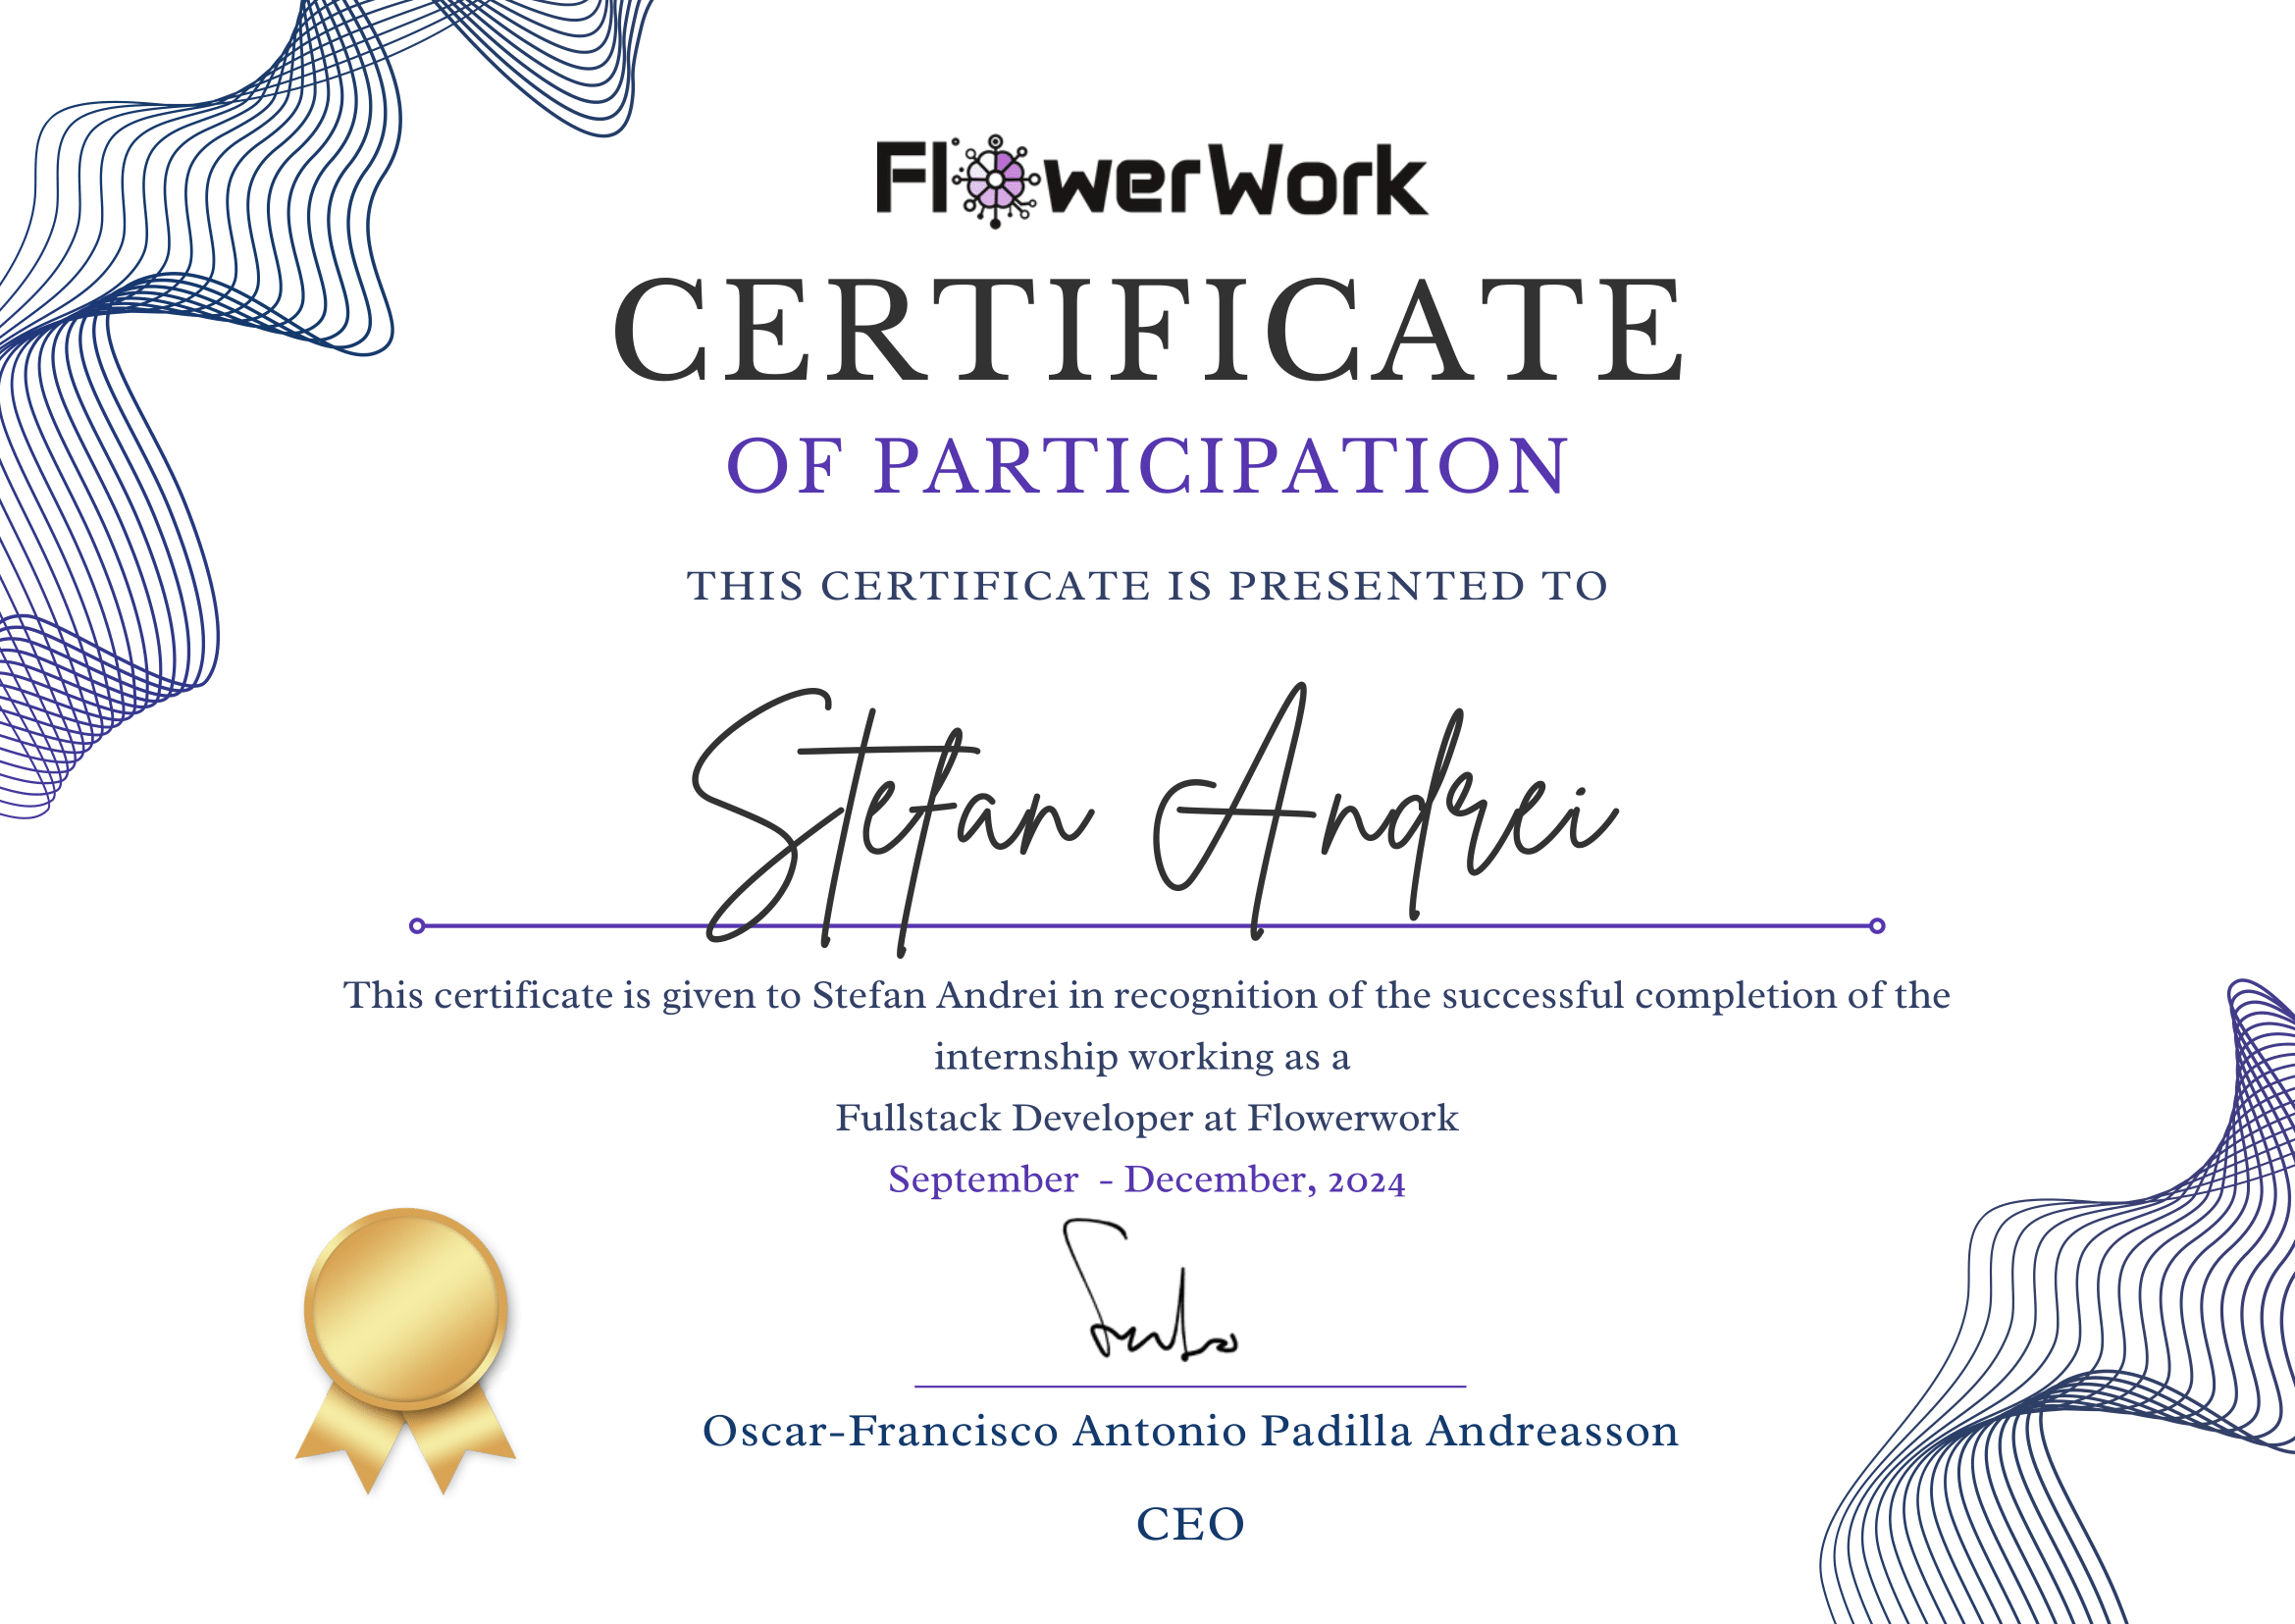 FlowerWork
CERTIFICATE
OF PARTICIPATION
THIS CERTIFICATE IS PRESENTED TO
Stefan Andrei
This certificate is given to Stefan Andrei in recognition of the successful completion of the
internship working as a
Fullstack Developer at Flowerwork
September - December, 2024
Oscar-Francisco Antonio Padilla Andreasson
CEO